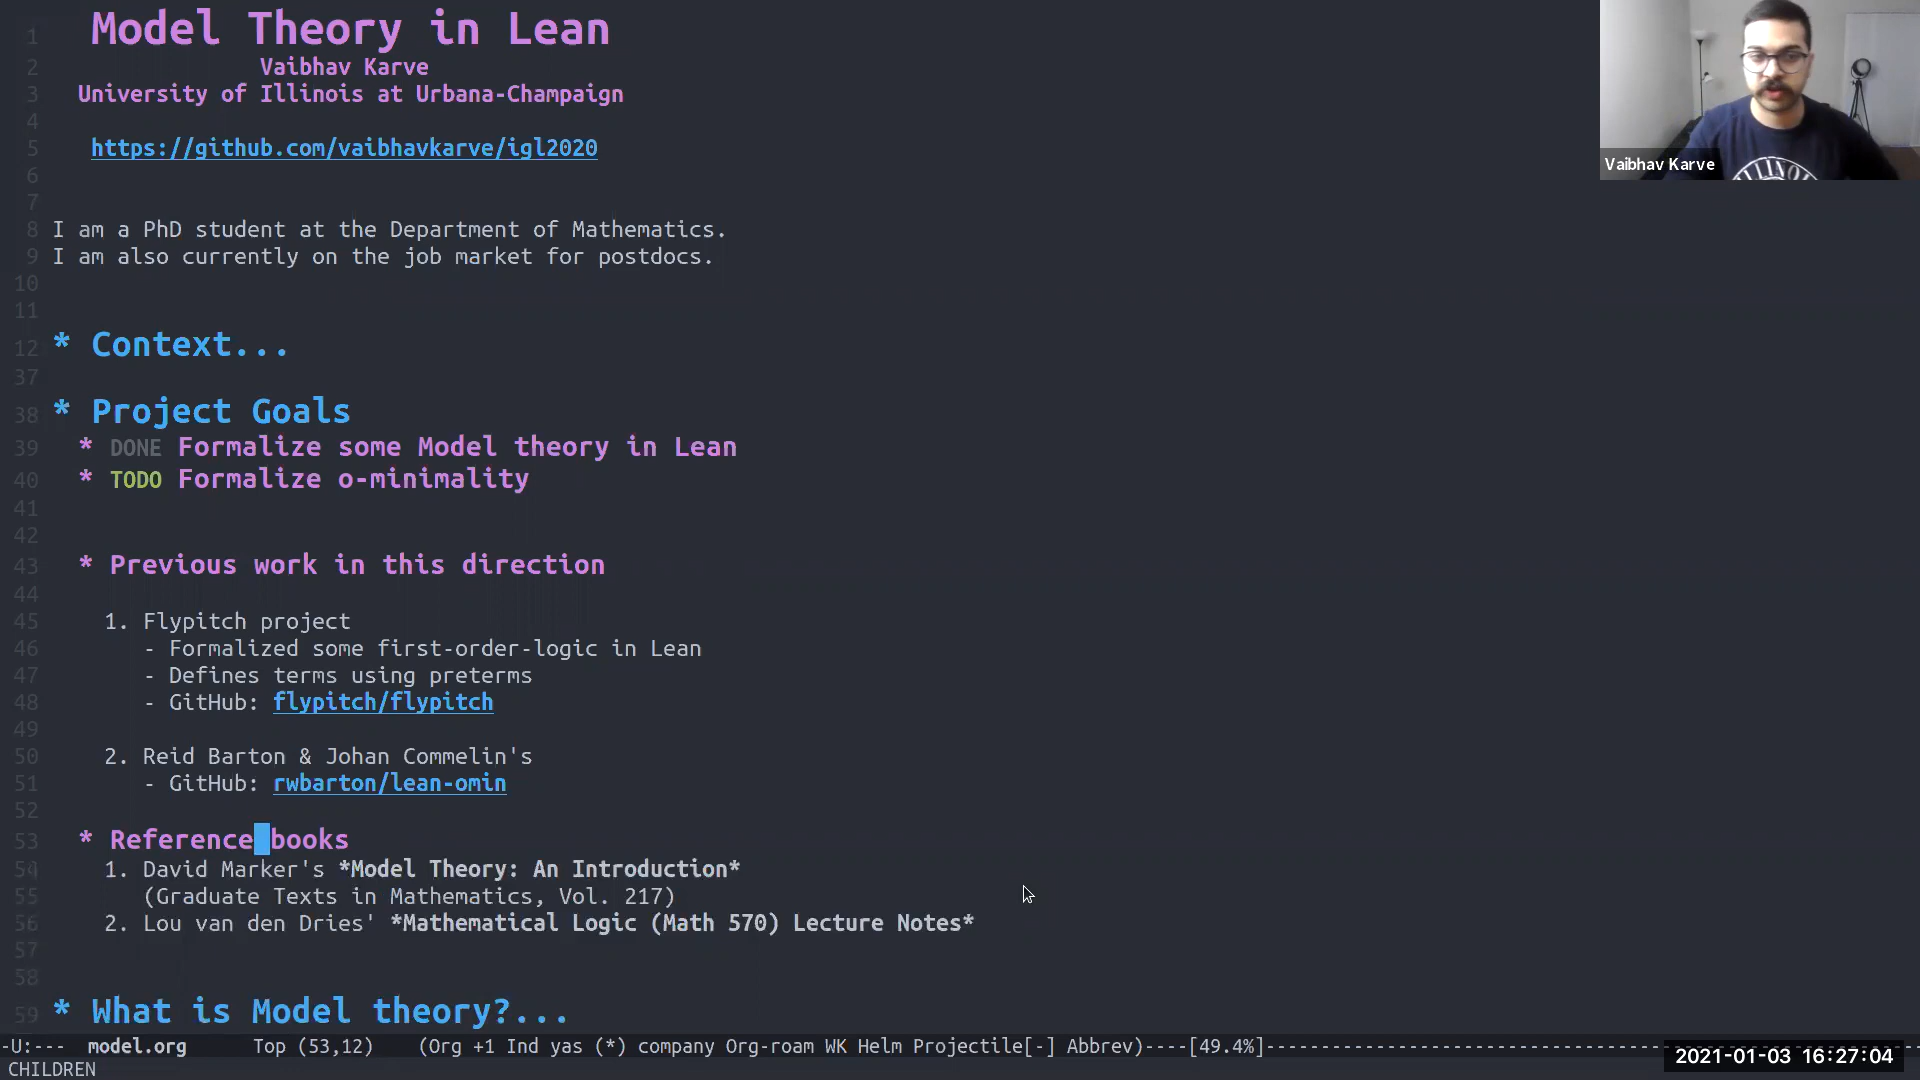 1 Model Theory in Lean
2 Vaibhav Karve
3 University of Illinois at Urbana-Champaign
4
5 https://github.com/vaibhavkarve/igl2020
6
7
8 I am a PhD student at the Department of Mathematics.
9 I am also currently on the job market for postdocs.
10
11
12 * Context...
37
38 * Project Goals
39 * DONE Formalize some Model theory in Lean
40 * TODO Formalize o-minimality
41
42
43 * Previous work in this direction
44
45 1. Flypitch project
46 - Formalized some first-order-logic in Lean
47 - Defines terms using preterms
48 - GitHub: flypitch/flypitch
49
50 2. Reid Barton & Johan Commelin's
51 - GitHub: rwbarton/lean-omin
52
53 * Reference books
54 1. David Marker's *Model Theory: An Introduction*
55 (Graduate Texts in Mathematics, Vol. 217)
56 2. Lou van den Dries' *Mathematical Logic (Math 570) Lecture Notes*
57
58
59 * What is Model theory?...
-U:--- model.org Top (53,12) (Org +1 Ind yas (*) company Org-roam WK Helm Projectile[-] Abbrev)----[49.4%]--------------------------------------------------
CHILDREN
Vaibhav Karve
2021-01-03 16:27:04